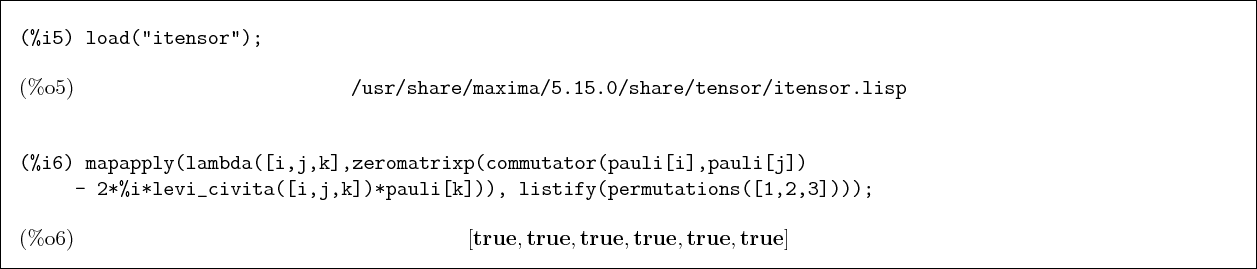 (%i5) load("itensor");
(%o5) /usr/share/maxima/5.15.0/share/tensor/itensor.lisp
(%i6) mapapply(lambda([i,j,k],zeromatrixp(commutator(pauli[i],pauli[j])
- 2*%i*levi_civita([i,j,k])*pauli[k])), listify(permutations([1,2,3])));
(%o6) [true, true, true, true, true, true]